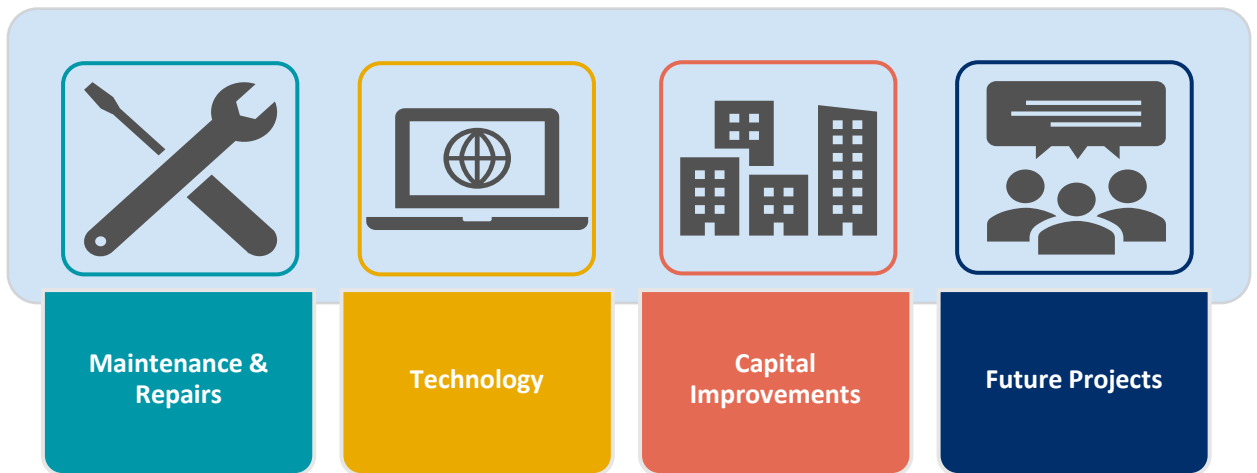 Maintenance &
Repairs
Technology
Capital
Improvements
Future Projects